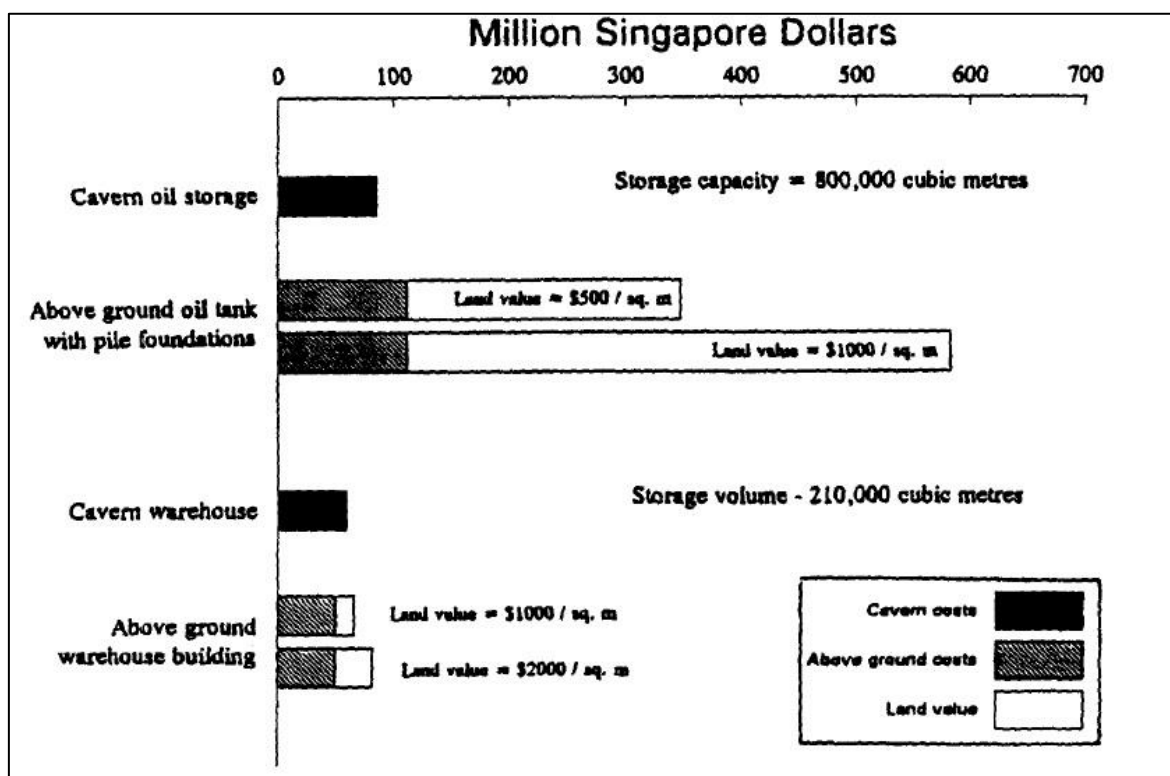 Million Singapore Dollars
0 100 200 300 400 500 600 700
Cavern oil storage
Storage capacity = 800,000 cubic metres
Above ground oil tank
with pile foundations
Land value = $500 / sq. m
Land value = $1000 / sq. m
Cavern warehouse
Storage volume - 210,000 cubic metres
Above ground
warehouse building
Land value = $1000 / sq. m
Land value = $2000 / sq. m
Cavern costs
Above ground costs
Land value